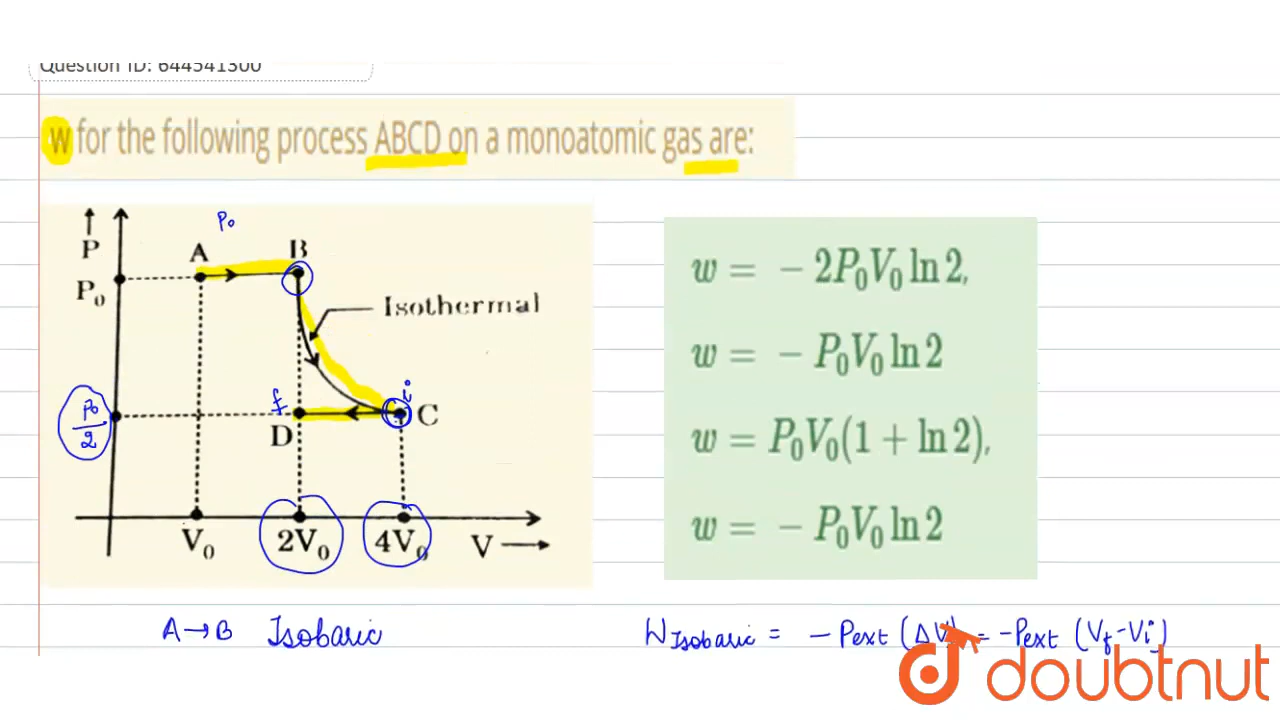 Question ID: 644541300
w for the following process ABCD on a monoatomic gas are:
P₀
A B
P
P₀
Isothermal
i
f
P₀/2
C
D
V₀ 2V₀ 4V₀ V
w = - 2P₀V₀ ln 2,
w = - P₀V₀ ln 2
w = P₀V₀(1 + ln 2),
w = - P₀V₀ ln 2
A→B Isobaric
W Isobaric = - Pext (ΔV) = - Pext (Vf - Vi)
doubtnut